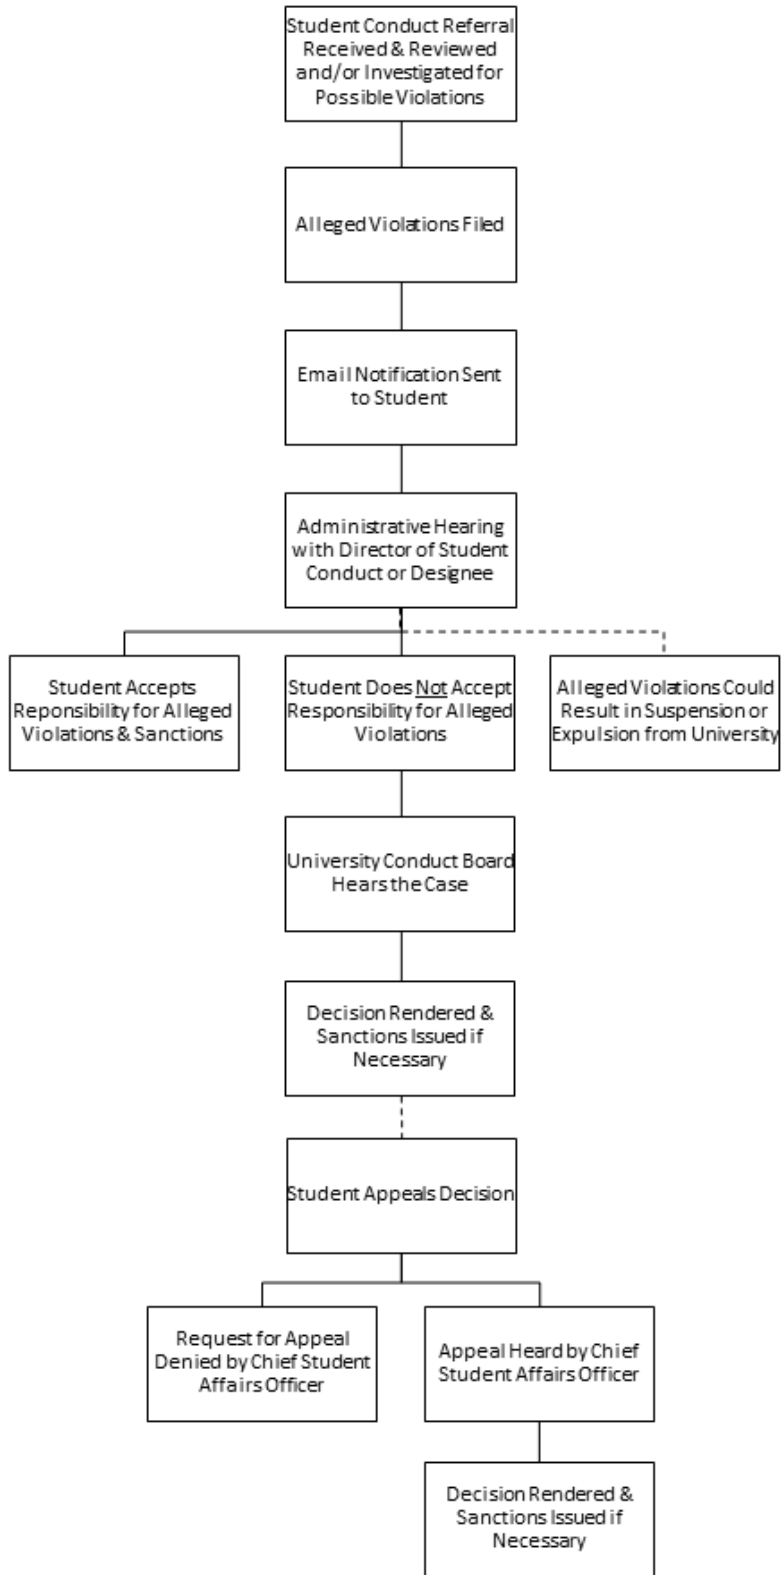 Student Conduct Referral
Received & Reviewed
and/or Investigated for
Possible Violations
Alleged Violations Filed
Email Notification Sent
to Student
Administrative Hearing
with Director of Student
Conduct or Designee
Student Accepts
Reponsibility for Alleged
Violations & Sanctions
Student Does Not Accept
Responsibility for Alleged
Violations
Alleged Violations Could
Result in Suspension or
Expulsion from University
University Conduct Board
Hears the Case
Decision Rendered &
Sanctions Issued if
Necessary
Student Appeals Decision
Request for Appeal
Denied by Chief Student
Affairs Officer
Appeal Heard by Chief
Student Affairs Officer
Decision Rendered &
Sanctions Issued if
Necessary